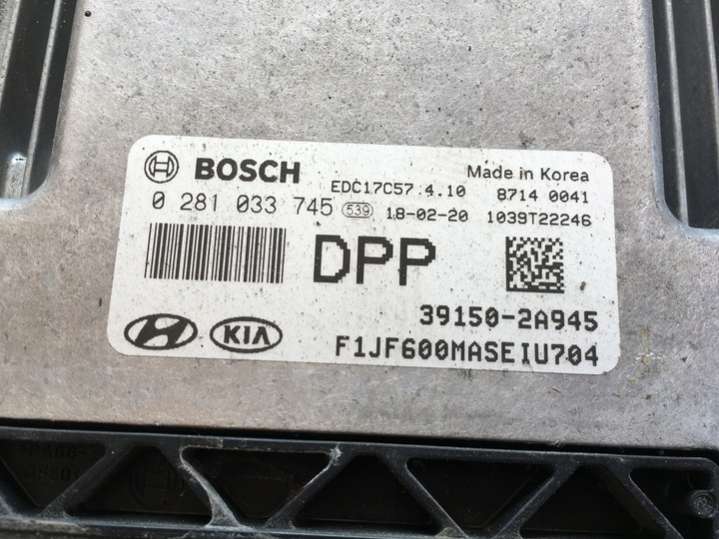 BOSCH
Made in Korea
EDC17C57.4.10 8714 0041
0 281 033 745 539 18-02-20 1039T22246
DPP
39150-2A945
KIA
F1JF600MASEIU704